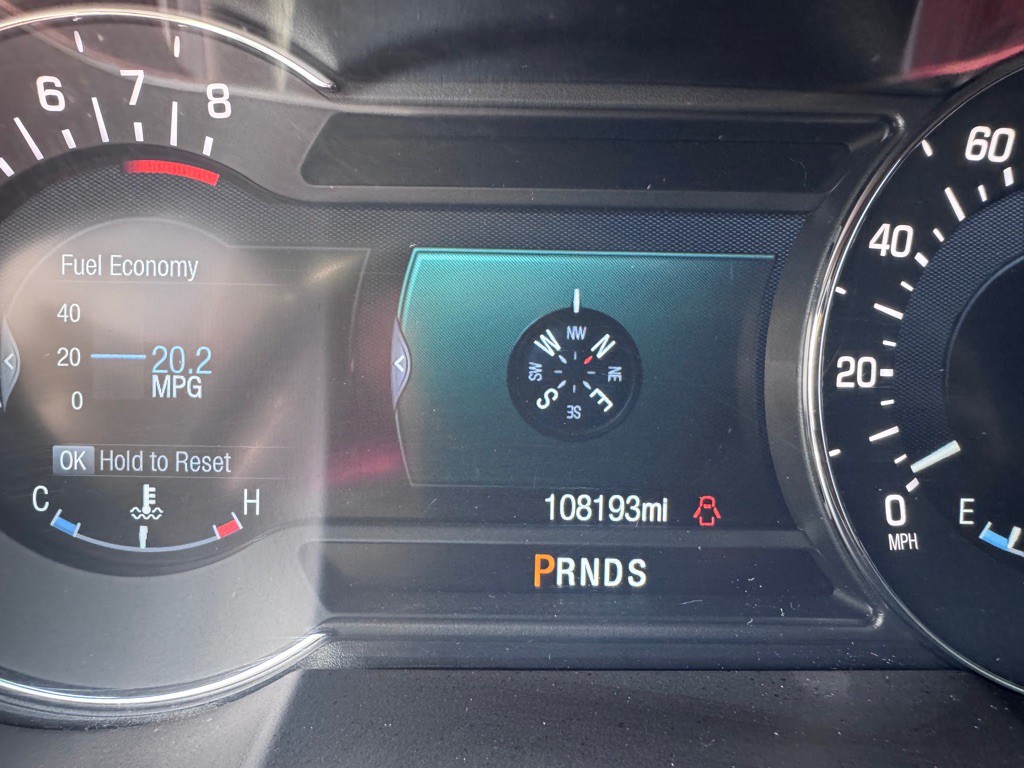 6 7 8
60
40
20
0
MPH
E
Fuel Economy
40
20
0
20.2
MPG
OK Hold to Reset
C H
NW
W N
SW NE
S E
SE
108193mi
PRNDS